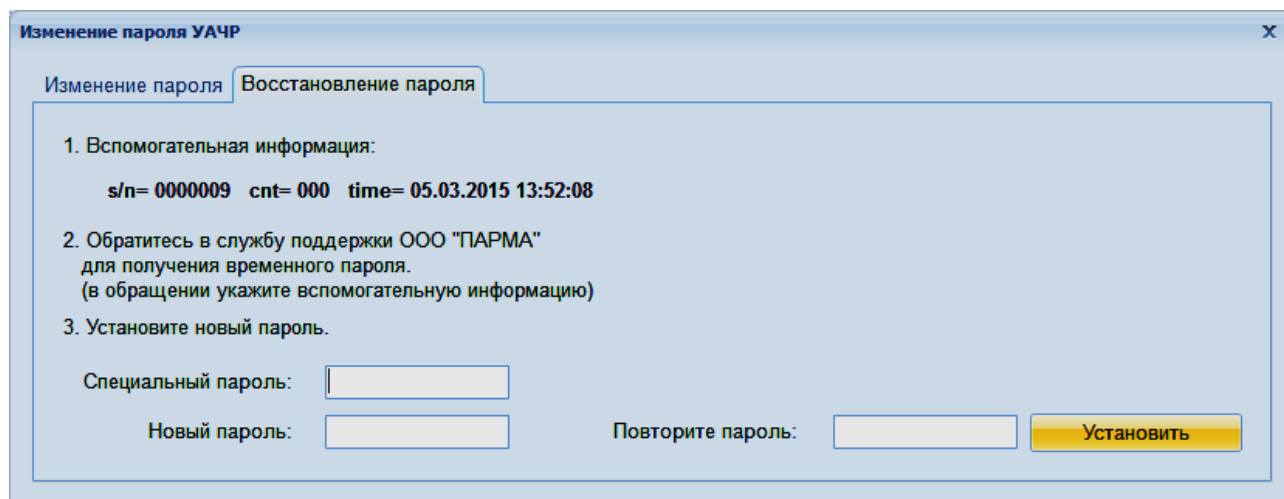 Изменение пароля УАЧР
x
Изменение пароля Восстановление пароля
1. Вспомогательная информация:
s/n= 0000009 cnt= 000 time= 05.03.2015 13:52:08
2. Обратитесь в службу поддержки ООО "ПАРМА"
для получения временного пароля.
(в обращении укажите вспомогательную информацию)
3. Установите новый пароль.
Специальный пароль:
Новый пароль: Повторите пароль: Установить